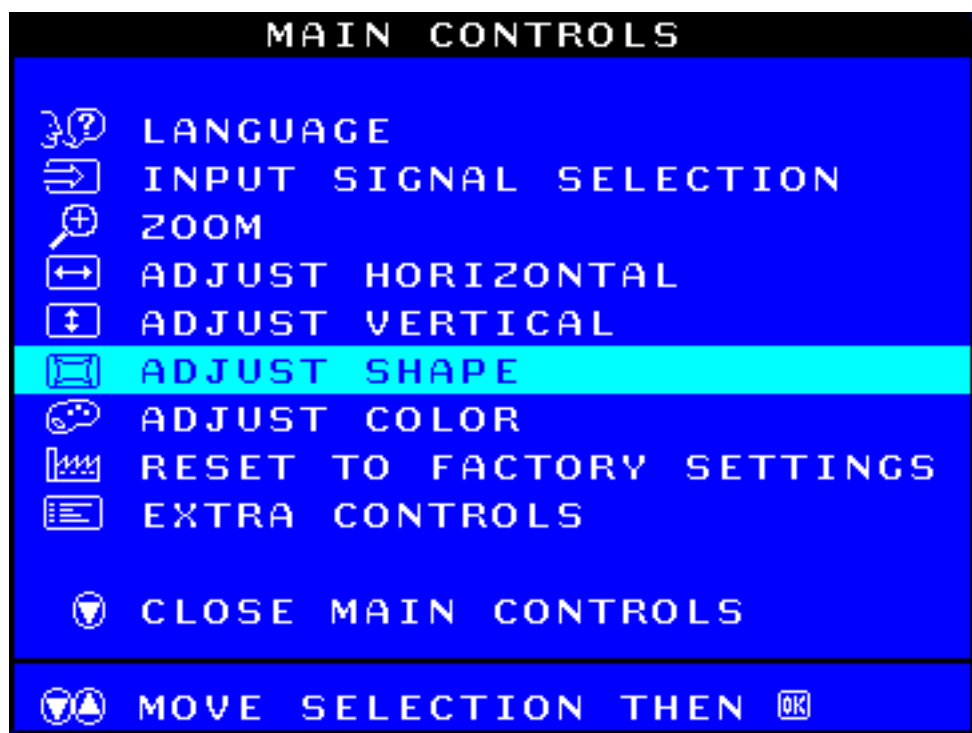 MAIN CONTROLS
LANGUAGE
INPUT SIGNAL SELECTION
ZOOM
ADJUST HORIZONTAL
ADJUST VERTICAL
ADJUST SHAPE
ADJUST COLOR
RESET TO FACTORY SETTINGS
EXTRA CONTROLS
CLOSE MAIN CONTROLS
MOVE SELECTION THEN OK